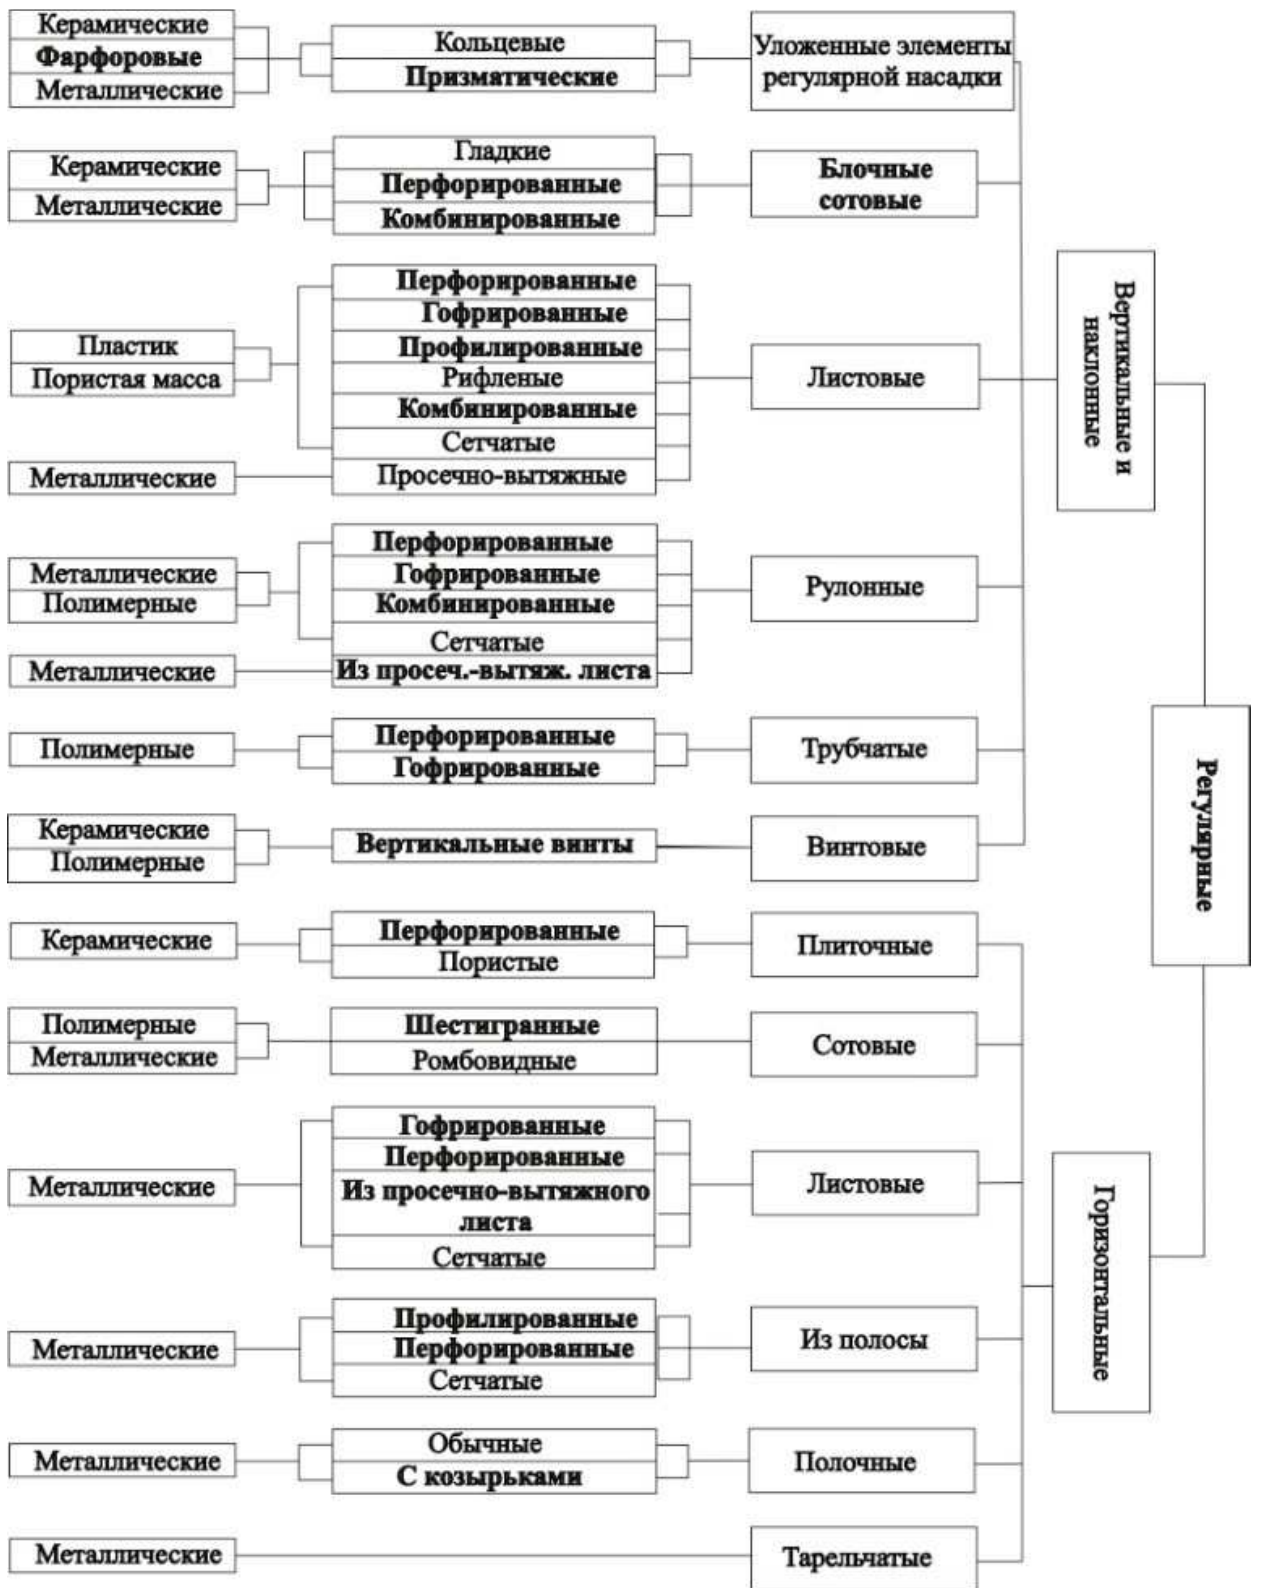 Керамические
Фарфоровые
Металлические
Кольцевые
Призматические
Уложенные элементы
регулярной насадки
Керамические
Металлические
Гладкие
Перфорированные
Комбинированные
Блочные
сотовые
Пластик
Пористая масса
Металлические
Перфорированные
Гофрированные
Профилированные
Рифленые
Комбинированные
Сетчатые
Просечно-вытяжные
Листовые
Вертикальные и
наклонные
Металлические
Полимерные
Металлические
Перфорированные
Гофрированные
Комбинированные
Сетчатые
Из просеч.-вытяж. листа
Рулонные
Полимерные
Перфорированные
Гофрированные
Трубчатые
Керамические
Полимерные
Вертикальные винты
Винтовые
Регулярные
Керамические
Перфорированные
Пористые
Плиточные
Полимерные
Металлические
Шестигранные
Ромбовидные
Сотовые
Металлические
Гофрированные
Перфорированные
Из просечно-вытяжного
листа
Сетчатые
Листовые
Горизонтальные
Металлические
Профилированные
Перфорированные
Сетчатые
Из полосы
Металлические
Обычные
С козырьками
Полочные
Металлические
Тарельчатые